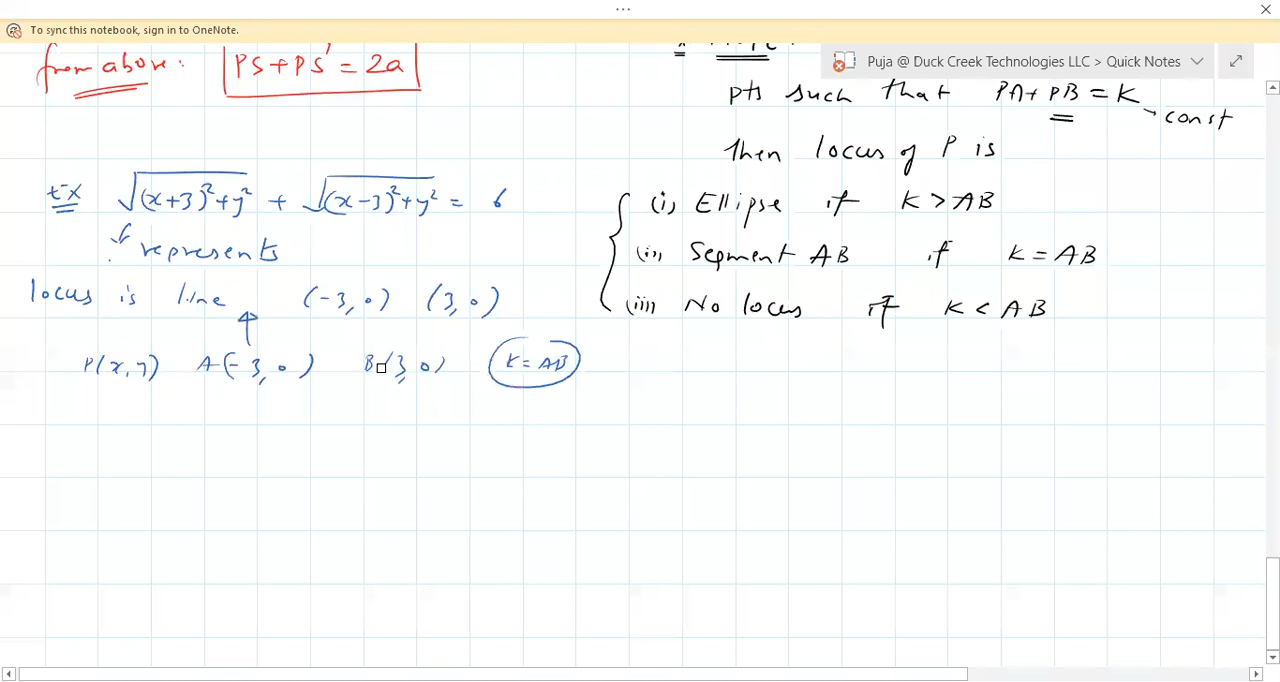 To sync this notebook, sign in to OneNote.
Puja @ Duck Creek Technologies LLC > Quick Notes
from above: PS + PS' = 2a
Ex √(x+3)²+y² + √(x-3)²+y² = 6
represents
locus is line (-3, 0) (3, 0)
P(x, y) A(-3, 0) B(3, 0) K = AB
pts such that PA + PB = K → const
then locus of P is
(i) Ellipse if K > AB
(ii) Segment AB if K = AB
(iii) No locus if K < AB